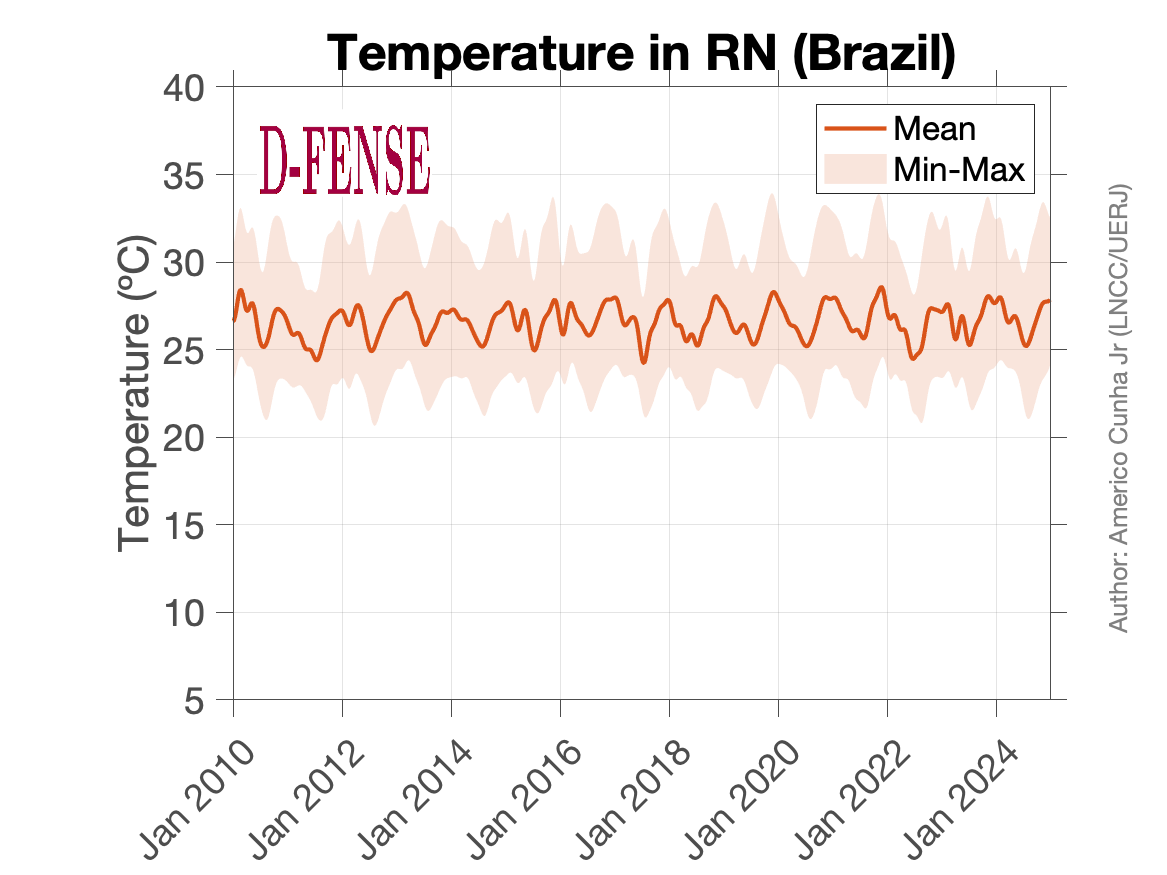 Temperature in RN (Brazil)
D-FENSE
Mean
Min-Max
40
35
30
25
20
15
10
5
Temperature (ºC)
Jan 2010
Jan 2012
Jan 2014
Jan 2016
Jan 2018
Jan 2020
Jan 2022
Jan 2024
Author: Americo Cunha Jr (LNCC/UERJ)